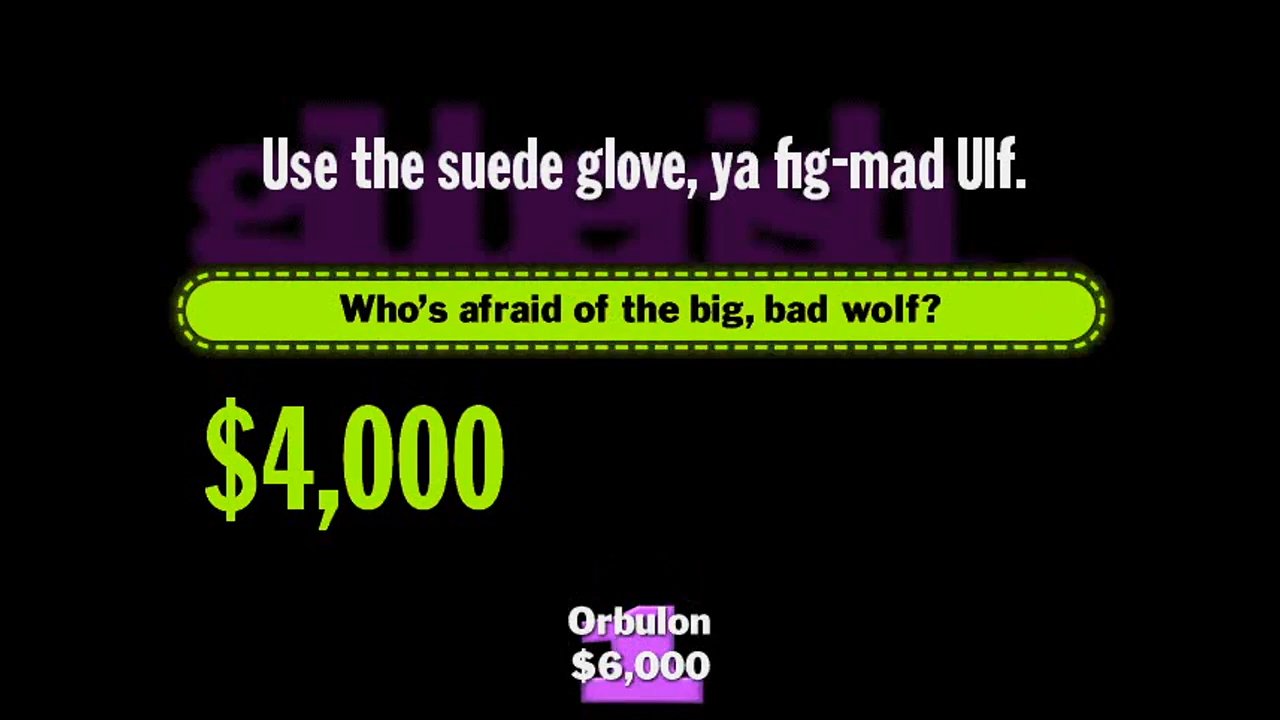 Use the suede glove, ya fig-mad Ulf.
Who's afraid of the big, bad wolf?
$4,000
1
Orbulon
$6,000